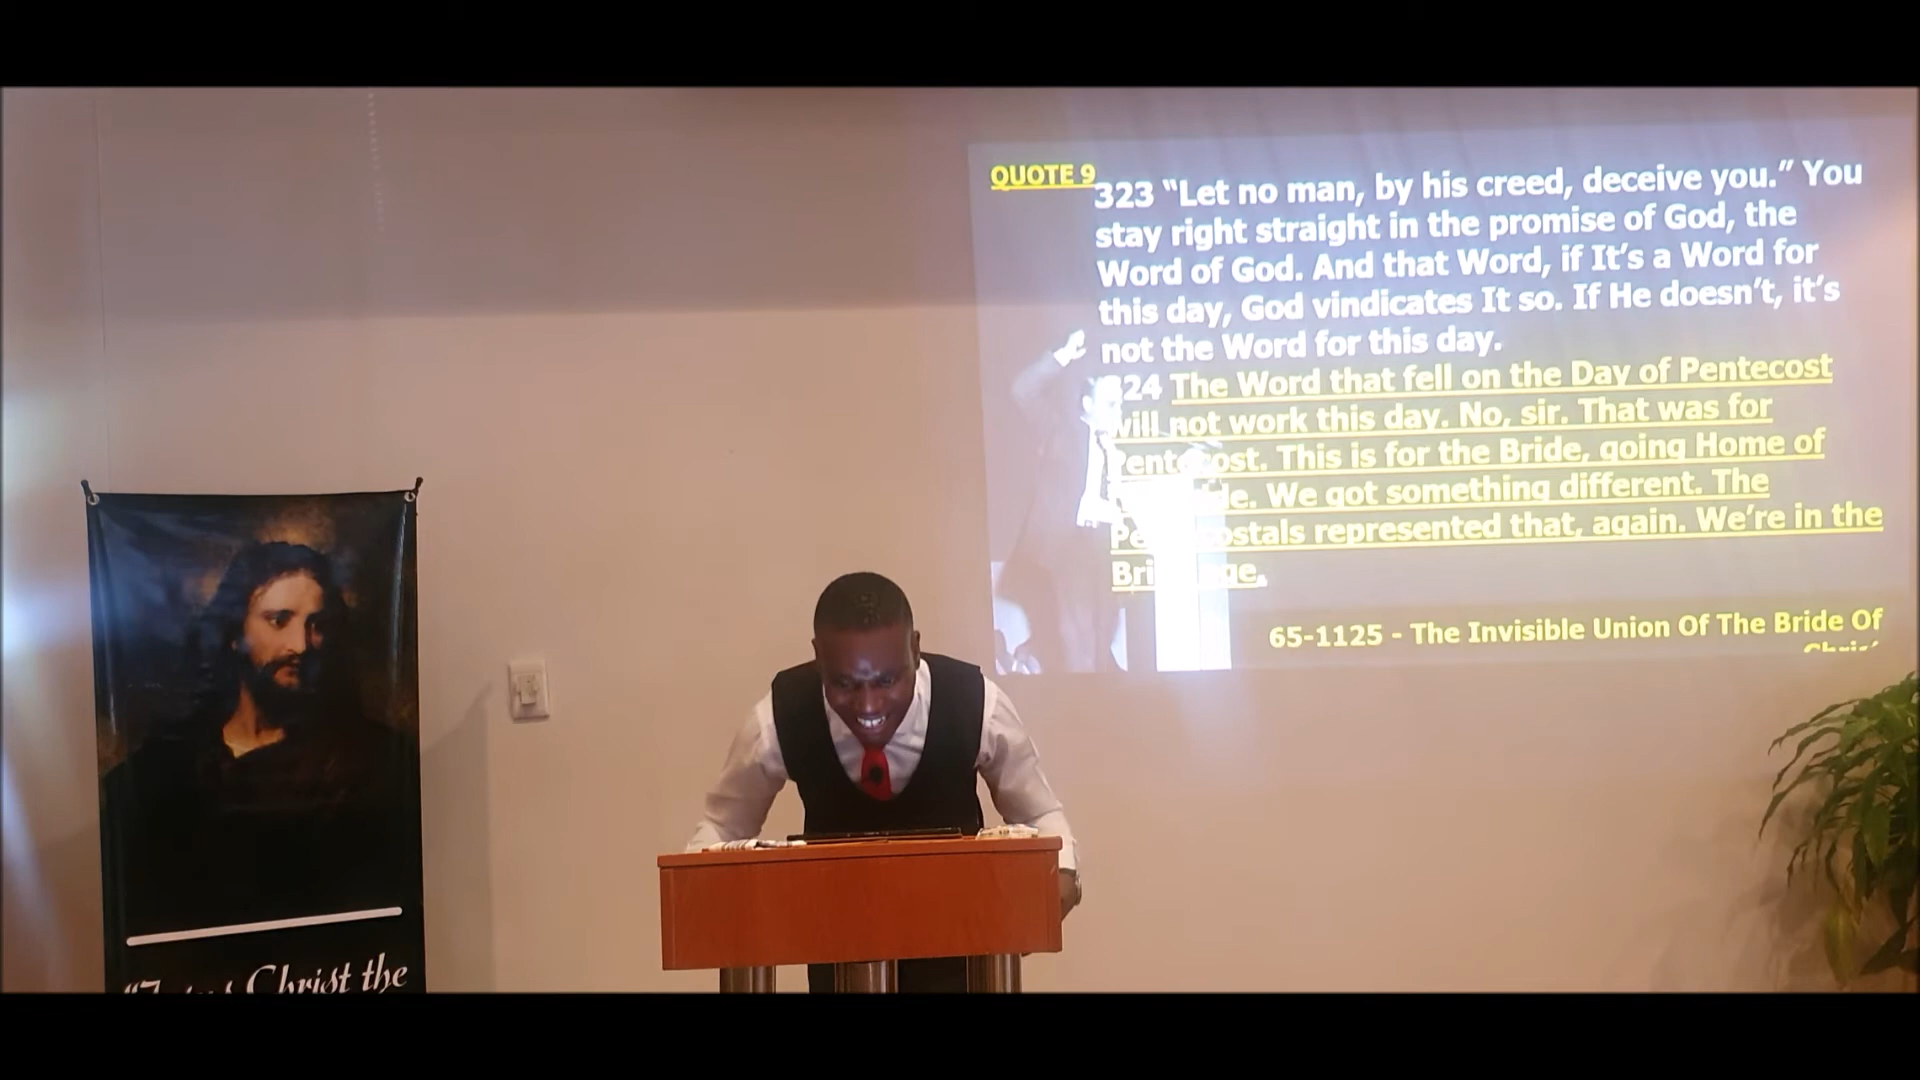 QUOTE 9
323 “Let no man, by his creed, deceive you.” You
stay right straight in the promise of God, the
Word of God. And that Word, if It’s a Word for
this day, God vindicates It so. If He doesn’t, it’s
not the Word for this day.
24 The Word that fell on the Day of Pentecost
will not work this day. No, sir. That was for
Pentecost. This is for the Bride, going Home of
We got something different. The
represented that, again. We’re in the
65-1125 - The Invisible Union Of The Bride Of
Christ the